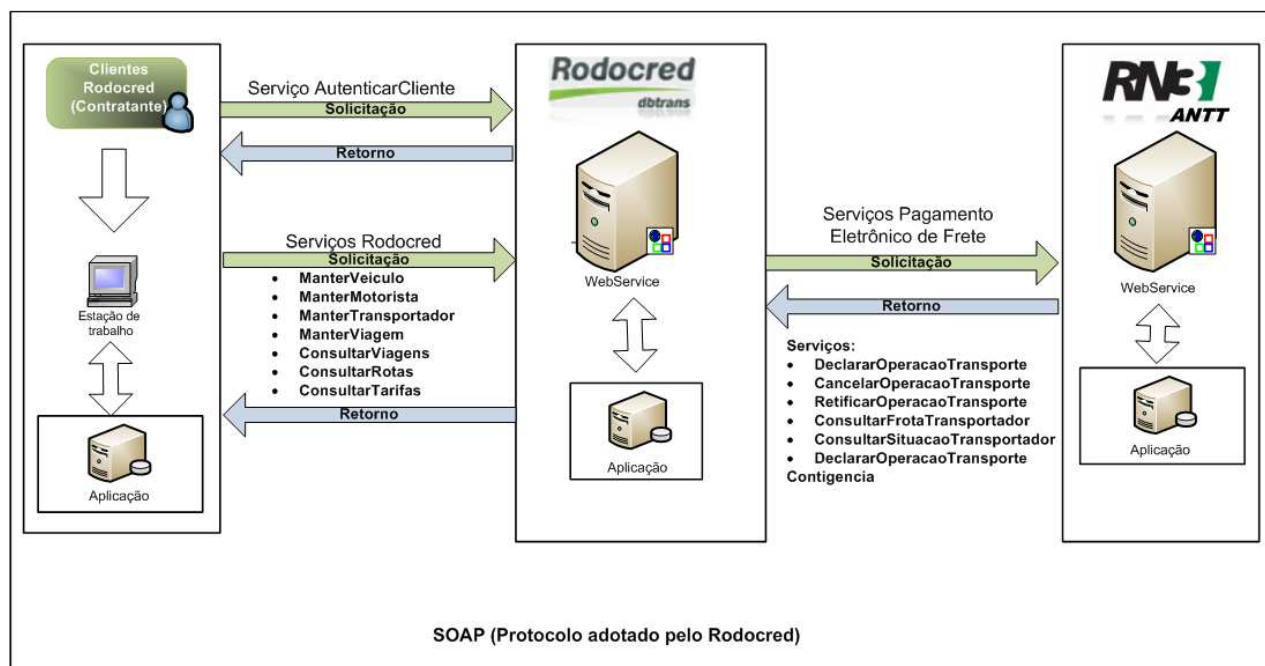 Clientes
Rodocred
(Contratante)
Estação de
trabalho
Aplicação
Serviço AutenticarCliente
Solicitação
Retorno
Serviços Rodocred
Solicitação
• ManterVeiculo
• ManterMotorista
• ManterTransportador
• ManterViagem
• ConsultarViagens
• ConsultarRotas
• ConsultarTarifas
Retorno
Rodocred
dbtrans
WebService
Aplicação
Serviços Pagamento
Eletrônico de Frete
Solicitação
Retorno
Serviços:
• DeclararOperacaoTransporte
• CancelarOperacaoTransporte
• RetificarOperacaoTransporte
• ConsultarFrotaTransportador
• ConsultarSituacaoTransportador
• DeclararOperacaoTransporte
Contigencia
ANTT
WebService
Aplicação
SOAP (Protocolo adotado pelo Rodocred)